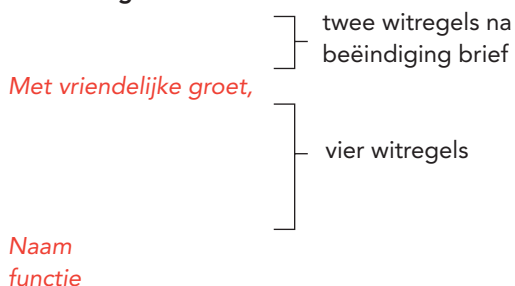 twee witregels na
beëindiging brief
Met vriendelijke groet,
vier witregels
Naam
functie